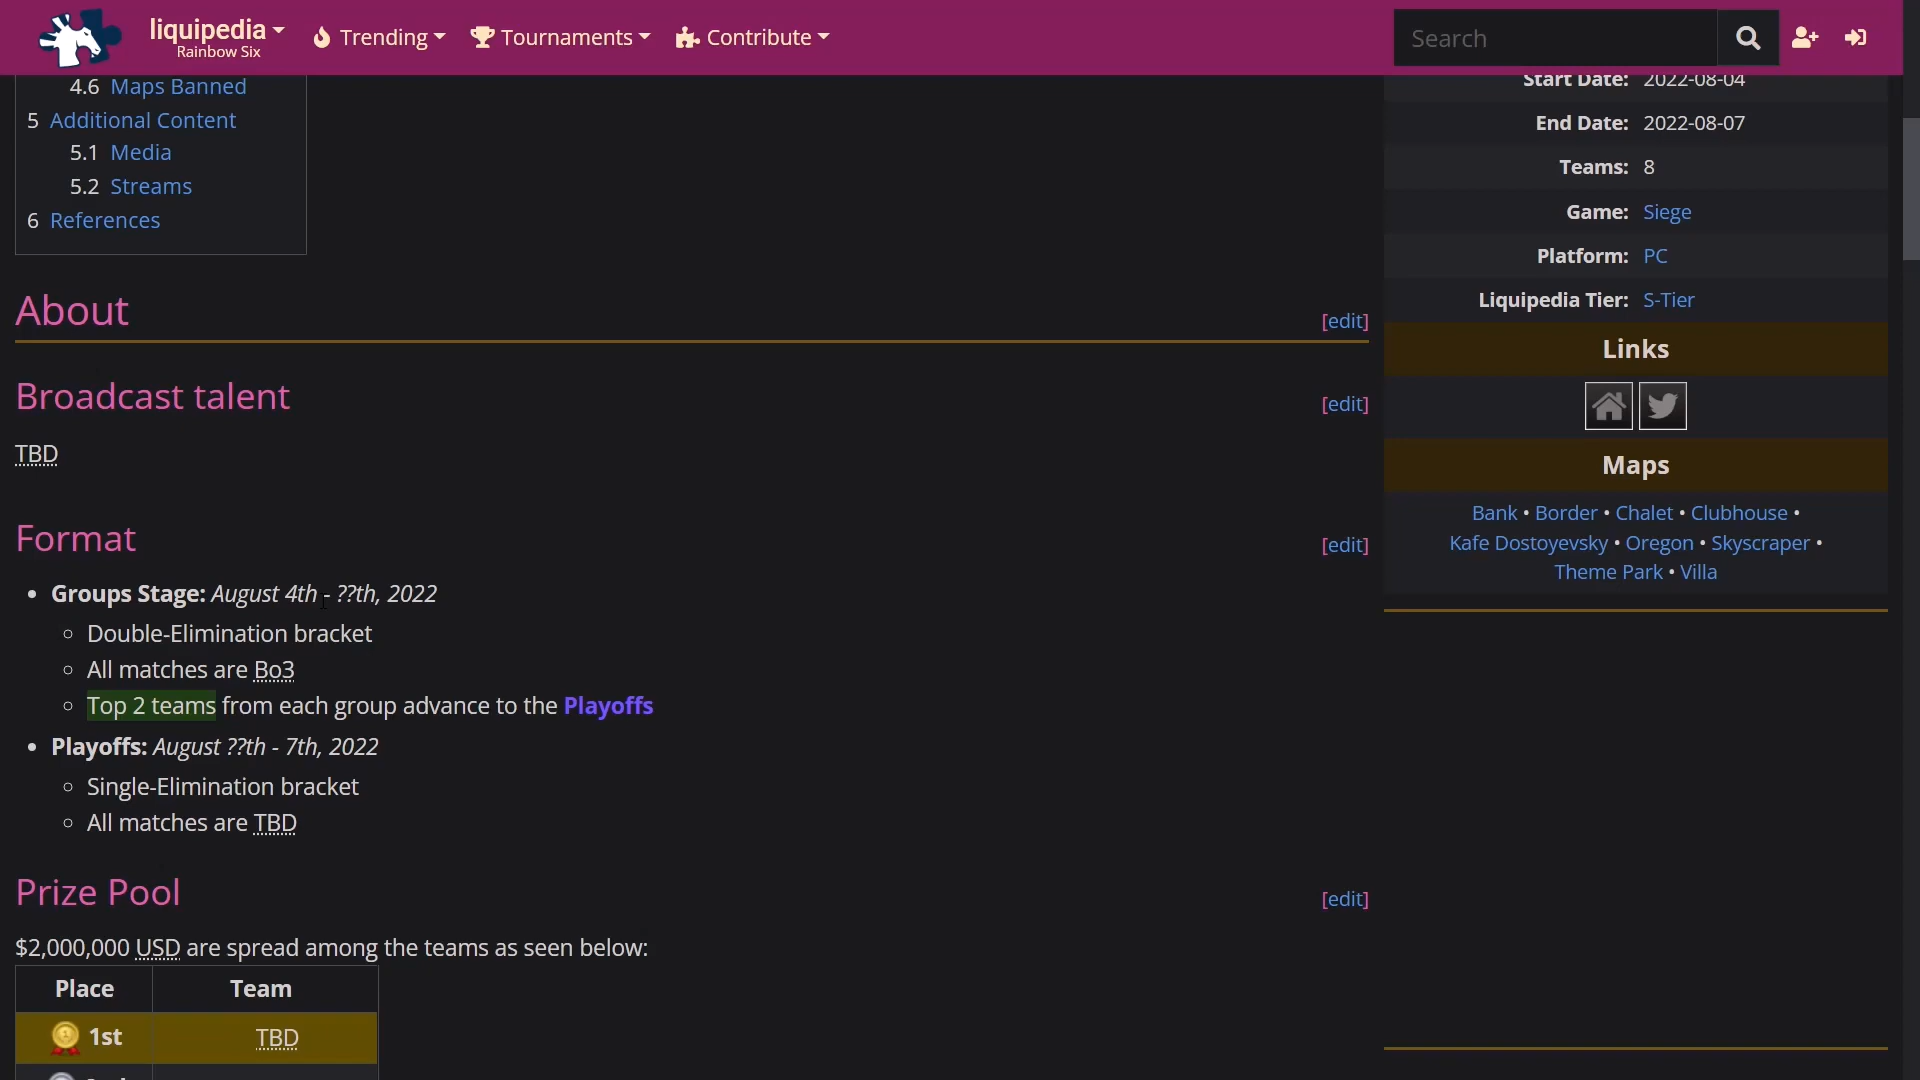 liquipedia
Rainbow Six
Trending
Tournaments
Contribute
Search
4.6 Maps Banned
5 Additional Content
5.1 Media
5.2 Streams
6 References
About
[edit]
Broadcast talent
[edit]
TBD
Format
[edit]
• Groups Stage: August 4th - ??th, 2022
Double-Elimination bracket
All matches are Bo3
Top 2 teams from each group advance to the Playoffs
• Playoffs: August ??th - 7th, 2022
Single-Elimination bracket
All matches are TBD
Prize Pool
[edit]
$2,000,000 USD are spread among the teams as seen below:
Place Team
1st TBD
Start Date: 2022-08-04
End Date: 2022-08-07
Teams: 8
Game: Siege
Platform: PC
Liquipedia Tier: S-Tier
Links
Maps
Bank • Border • Chalet • Clubhouse •
Kafe Dostoyevsky • Oregon • Skyscraper •
Theme Park • Villa